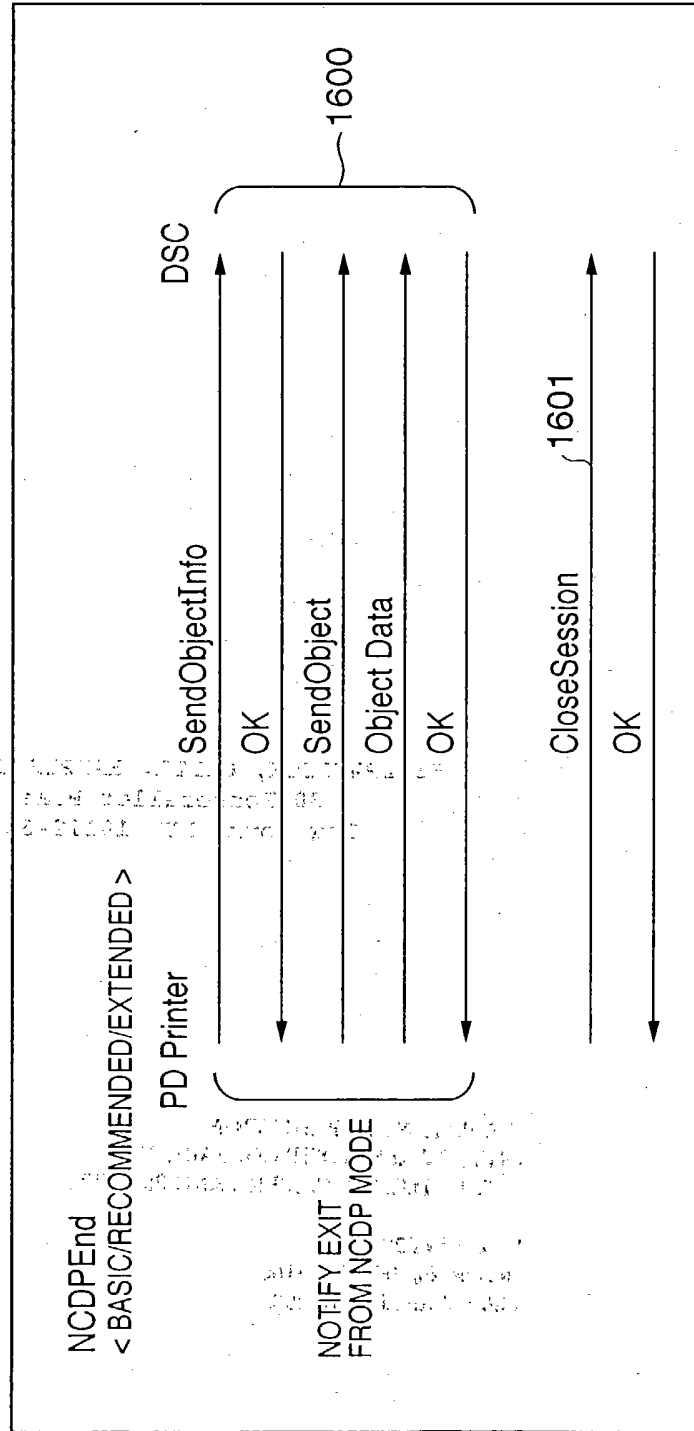 NCDPEnd
< BASIC/RECOMMENDED/EXTENDED >
PD Printer
DSC
SendObjectInfo
OK
SendObject
Object Data
OK
NOTIFY EXIT
FROM NCDP MODE
1600
CloseSession
1601
OK